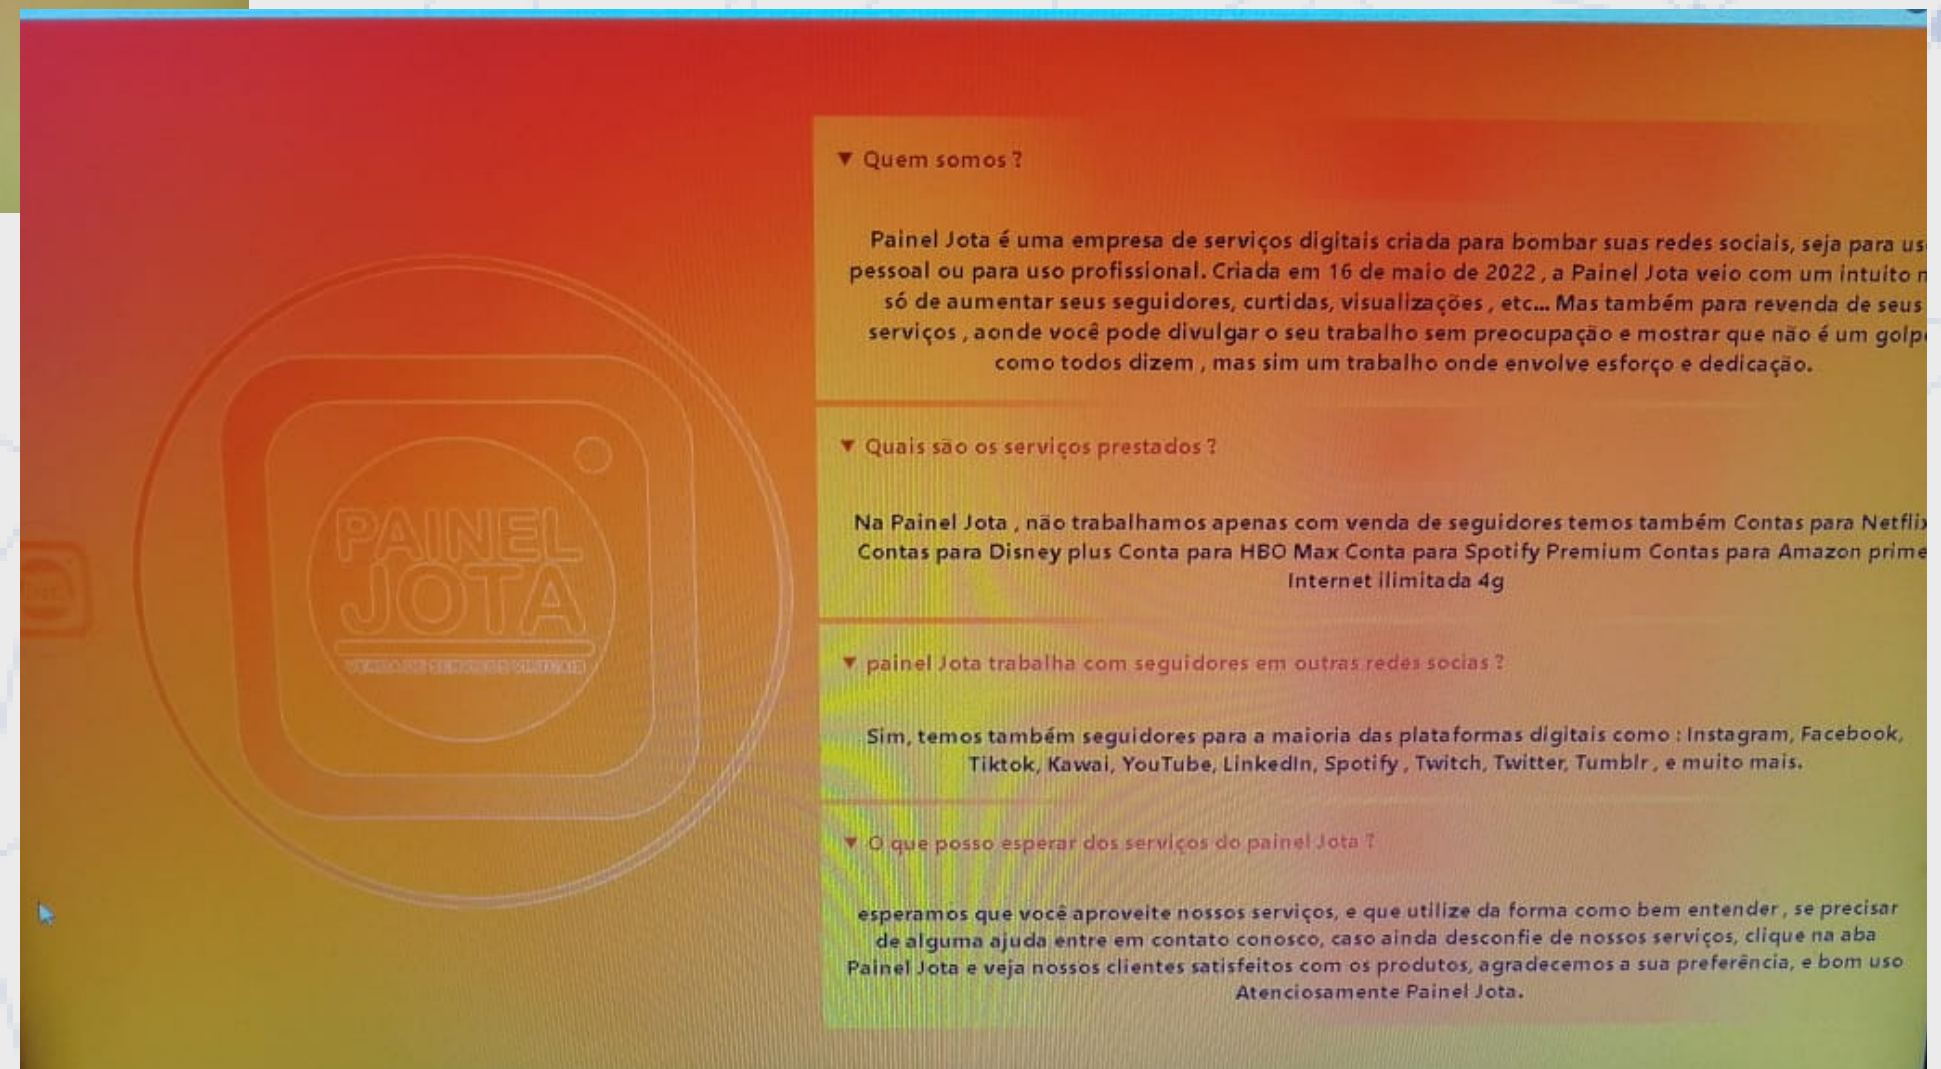 ▼ Quem somos ?
Painel Jota é uma empresa de serviços digitais criada para bombar suas redes sociais, seja para us
pessoal ou para uso profissional. Criada em 16 de maio de 2022 , a Painel Jota veio com um intuito n
só de aumentar seus seguidores, curtidas, visualizações , etc... Mas também para revenda de seus
serviços , aonde você pode divulgar o seu trabalho sem preocupação e mostrar que não é um golp
como todos dizem , mas sim um trabalho onde envolve esforço e dedicação.
▼ Quais são os serviços prestados ?
Na Painel Jota , não trabalhamos apenas com venda de seguidores temos também Contas para Netflix
Contas para Disney plus Conta para HBO Max Conta para Spotify Premium Contas para Amazon prime
Internet ilimitada 4g
▼ painel Jota trabalha com seguidores em outras redes socias ?
Sim, temos também seguidores para a maioria das plataformas digitais como : Instagram, Facebook,
Tiktok, Kawai, YouTube, LinkedIn, Spotify , Twitch, Twitter, Tumblr , e muito mais.
▼ O que posso esperar dos serviços do painel Jota ?
esperamos que você aproveite nossos serviços, e que utilize da forma como bem entender , se precisar
de alguma ajuda entre em contato conosco, caso ainda desconfie de nossos serviços, clique na aba
Painel Jota e veja nossos clientes satisfeitos com os produtos, agradecemos a sua preferência, e bom uso
Atenciosamente Painel Jota.
PAINEL
JOTA
VENDA DE SERVIÇOS VIRTUAIS